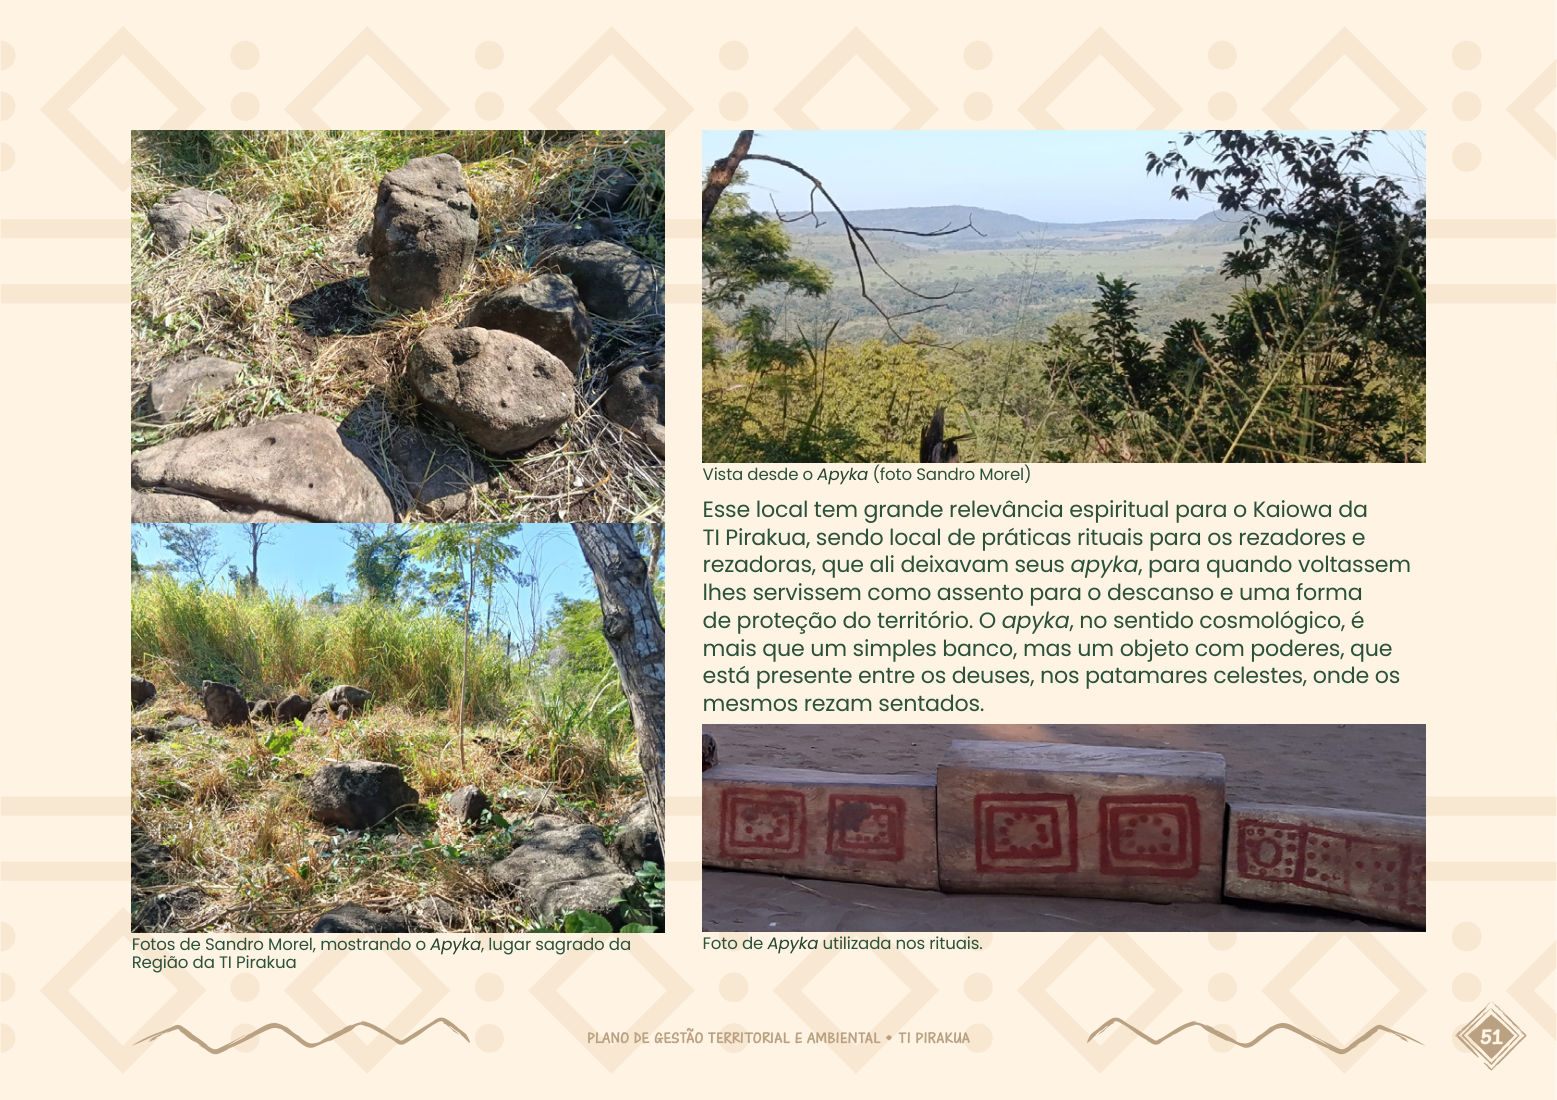 Fotos de Sandro Morel, mostrando o Apyka, lugar sagrado da
Região da TI Pirakua
Vista desde o Apyka (foto Sandro Morel)
Esse local tem grande relevância espiritual para o Kaiowa da
TI Pirakua, sendo local de práticas rituais para os rezadores e
rezadoras, que ali deixavam seus apyka, para quando voltassem
lhes servissem como assento para o descanso e uma forma
de proteção do território. O apyka, no sentido cosmológico, é
mais que um simples banco, mas um objeto com poderes, que
está presente entre os deuses, nos patamares celestes, onde os
mesmos rezam sentados.
Foto de Apyka utilizada nos rituais.
PLANO DE GESTÃO TERRITORIAL E AMBIENTAL • TI PIRAKUA
51